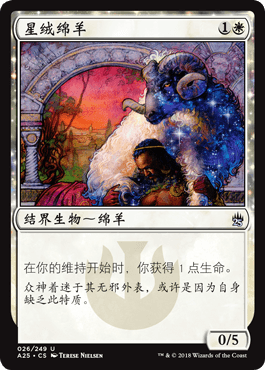 星绒绵羊 1
结界生物～绵羊
在你的维持开始时，你获得 1 点生命。
众神着迷于其无邪外表，或许是因为自身
缺乏此特质。
0/5
026/249 U
A25 • CS TERESE NIELSEN
™ & © 2018 Wizards of the Coast